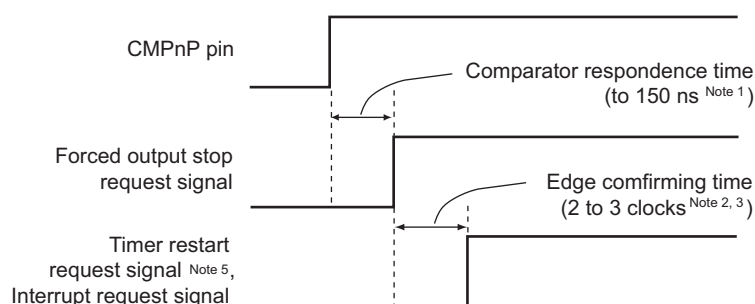 CMPnP pin
Comparator respondence time
(to 150 ns Note 1)
Forced output stop
request signal
Edge comfirming time
(2 to 3 clocks Note 2, 3)
Timer restart
request signal Note 5,
Interrupt request signal